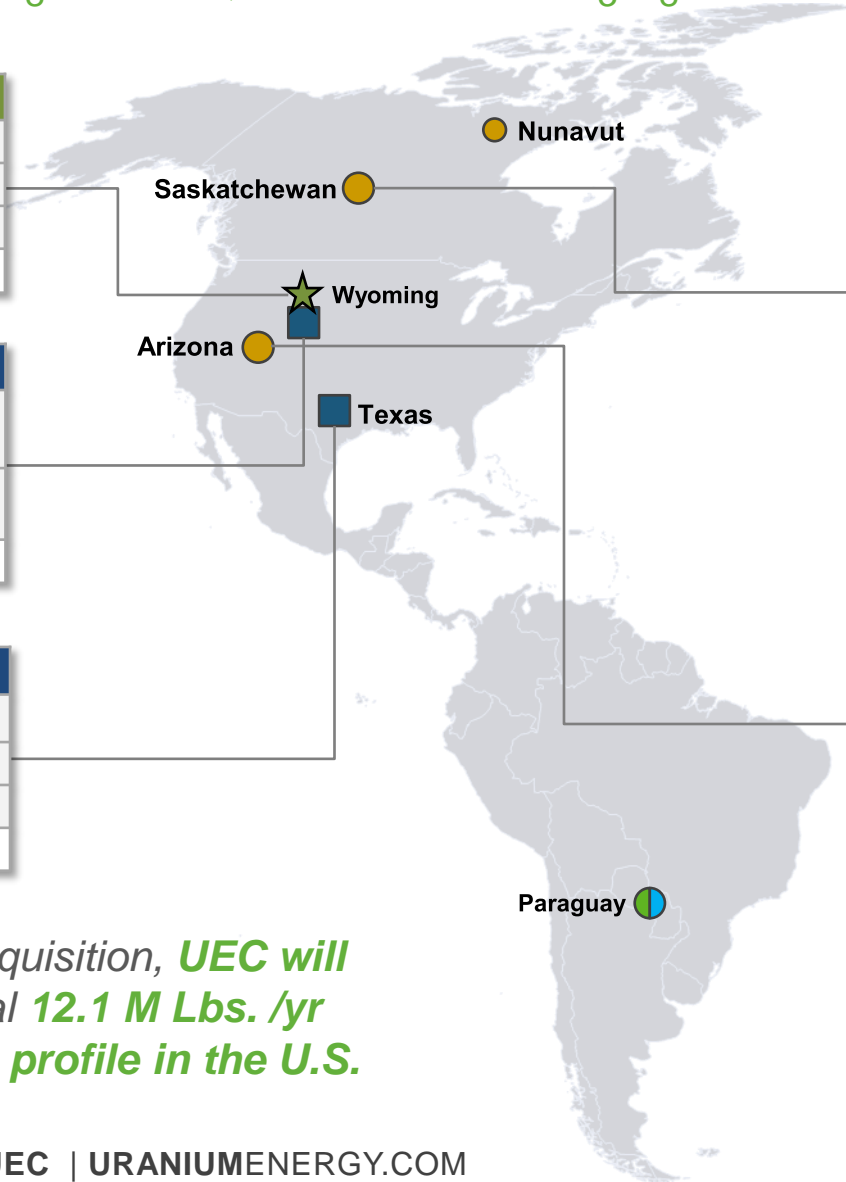 Nunavut
Saskatchewan
Wyoming
Arizona
Texas
Paraguay
quisition, UEC will
al 12.1 M Lbs. /yr
profile in the U.S.
UEC | URANIUMENERGY.COM